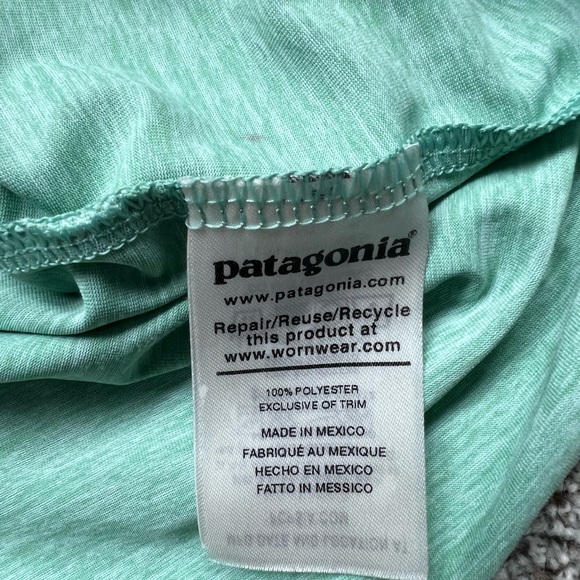 patagonia®
www.patagonia.com
Repair/Reuse/Recycle
this product at
www.wornwear.com
100% POLYESTER
EXCLUSIVE OF TRIM
MADE IN MEXICO
FABRIQUÉ AU MEXIQUE
HECHO EN MEXICO
FATTO IN MESSICO